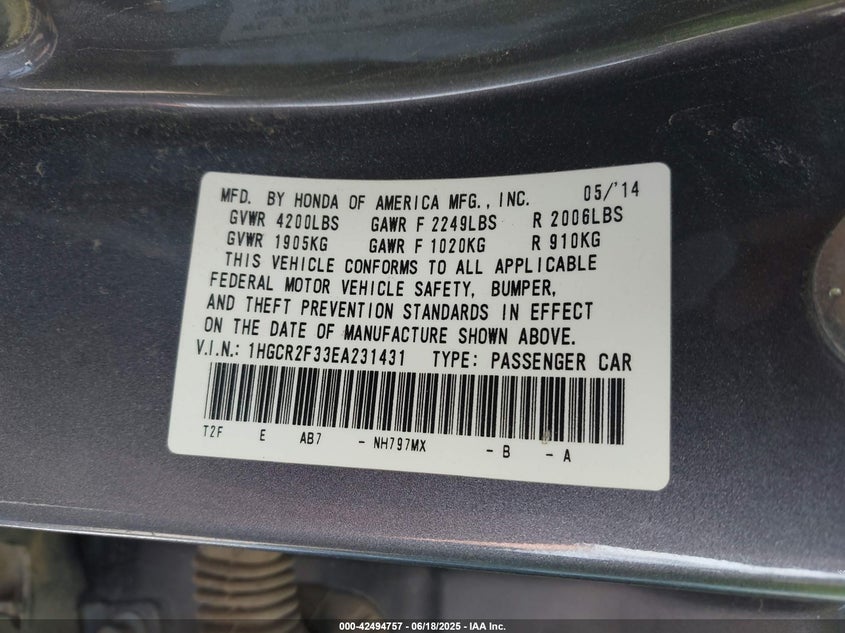 MFD. BY HONDA OF AMERICA MFG., INC. 05/'14
GVWR 4200LBS GAWR F 2249LBS R 2006LBS
GVWR 1905KG GAWR F 1020KG R 910KG
THIS VEHICLE CONFORMS TO ALL APPLICABLE
FEDERAL MOTOR VEHICLE SAFETY, BUMPER,
AND THEFT PREVENTION STANDARDS IN EFFECT
ON THE DATE OF MANUFACTURE SHOWN ABOVE.
V.I.N.: 1HGCR2F33EA231431 TYPE: PASSENGER CAR
T2F E AB7 - NH797MX - B - A
000-42494757 - 06/18/2025 - IAA Inc.